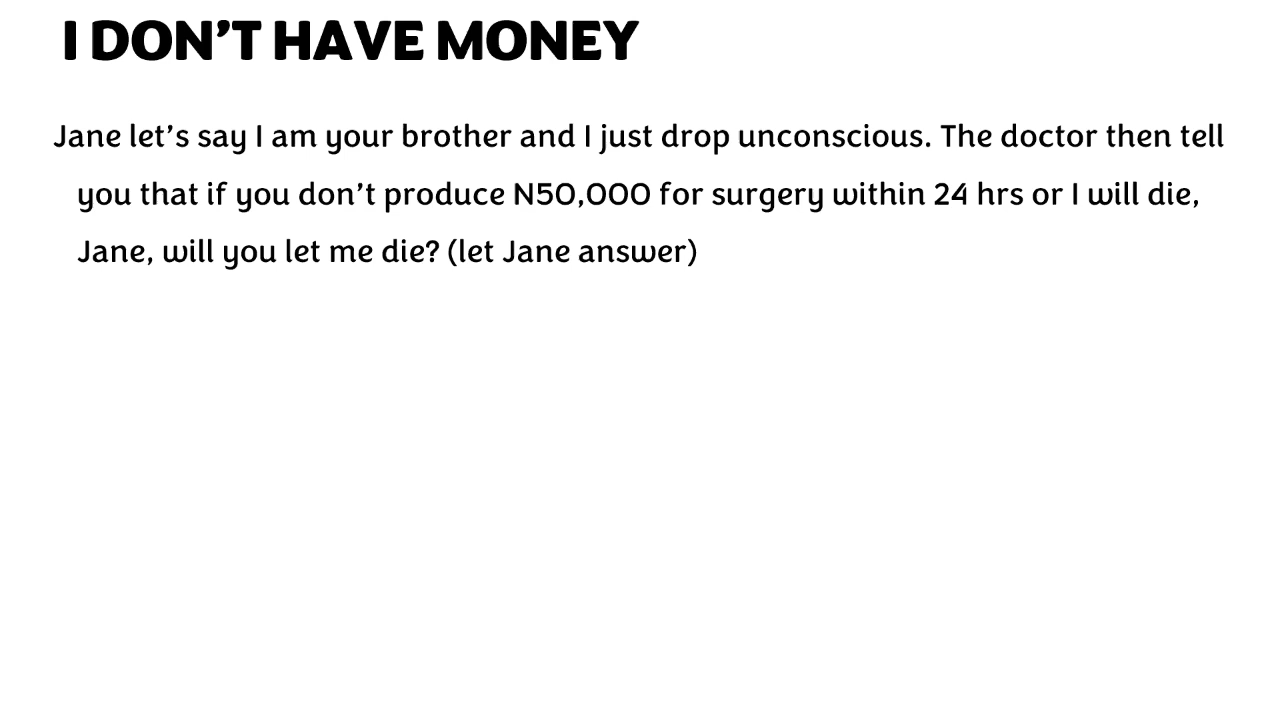 I DON’T HAVE MONEY
Jane let’s say I am your brother and I just drop unconscious. The doctor then tell
you that if you don’t produce N50,000 for surgery within 24 hrs or I will die,
Jane, will you let me die? (let Jane answer)